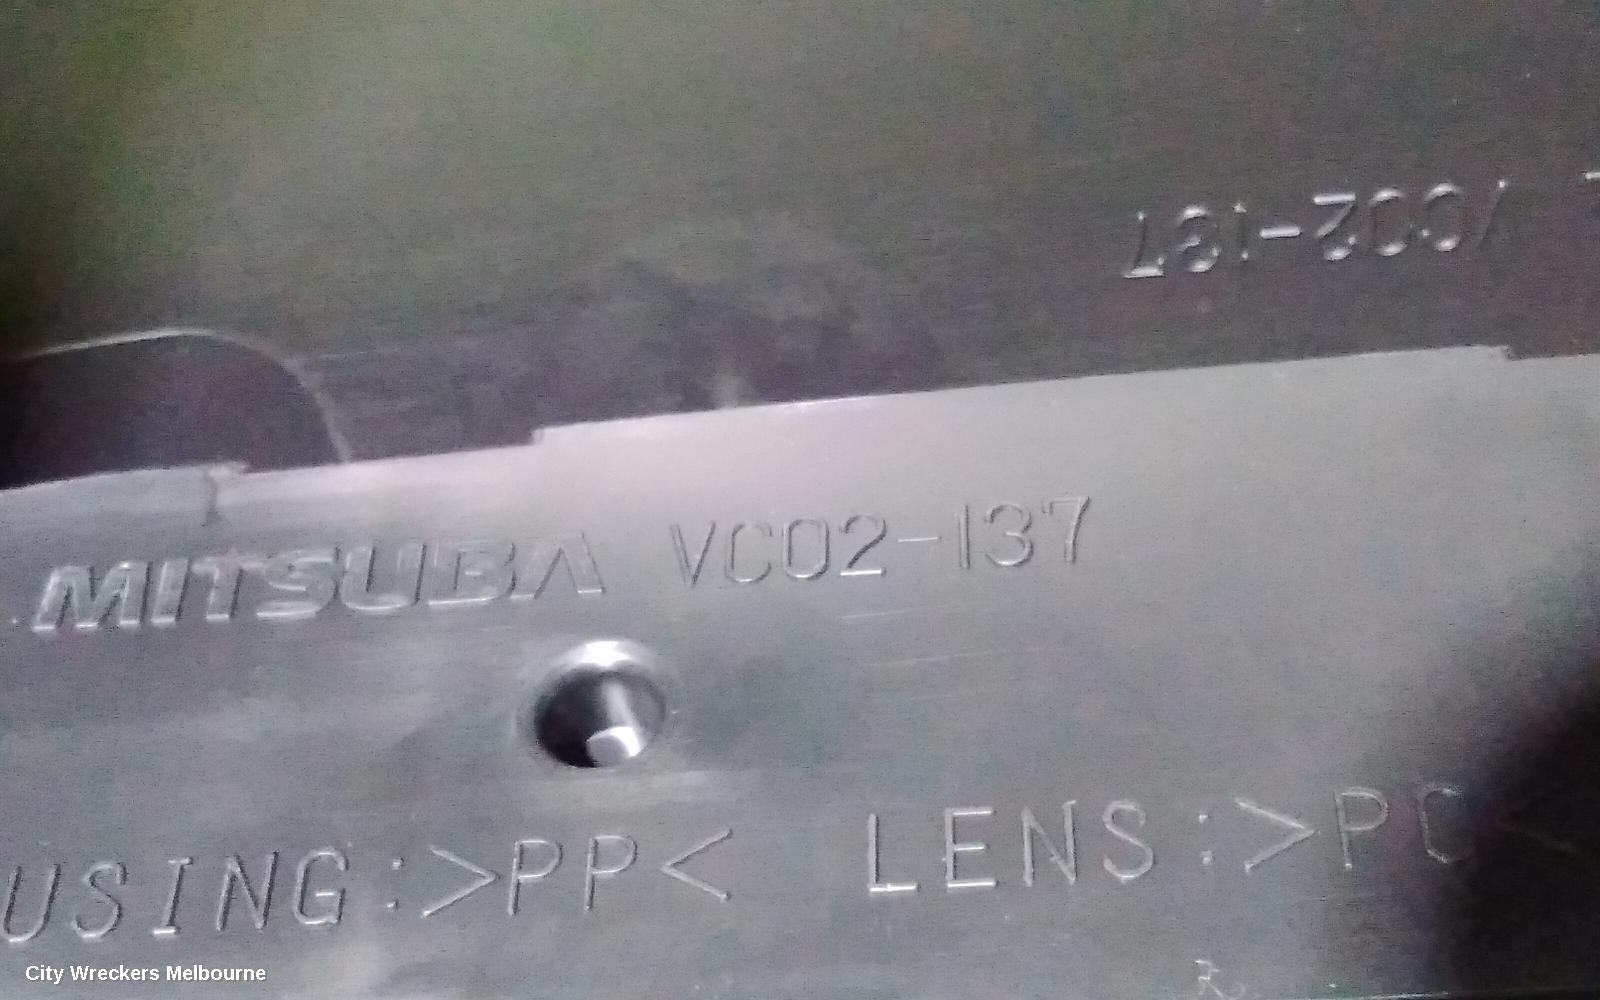 VC02-137
MITSUBA VC02-137
USING:>PP< LENS:>PC<
City Wreckers Melbourne